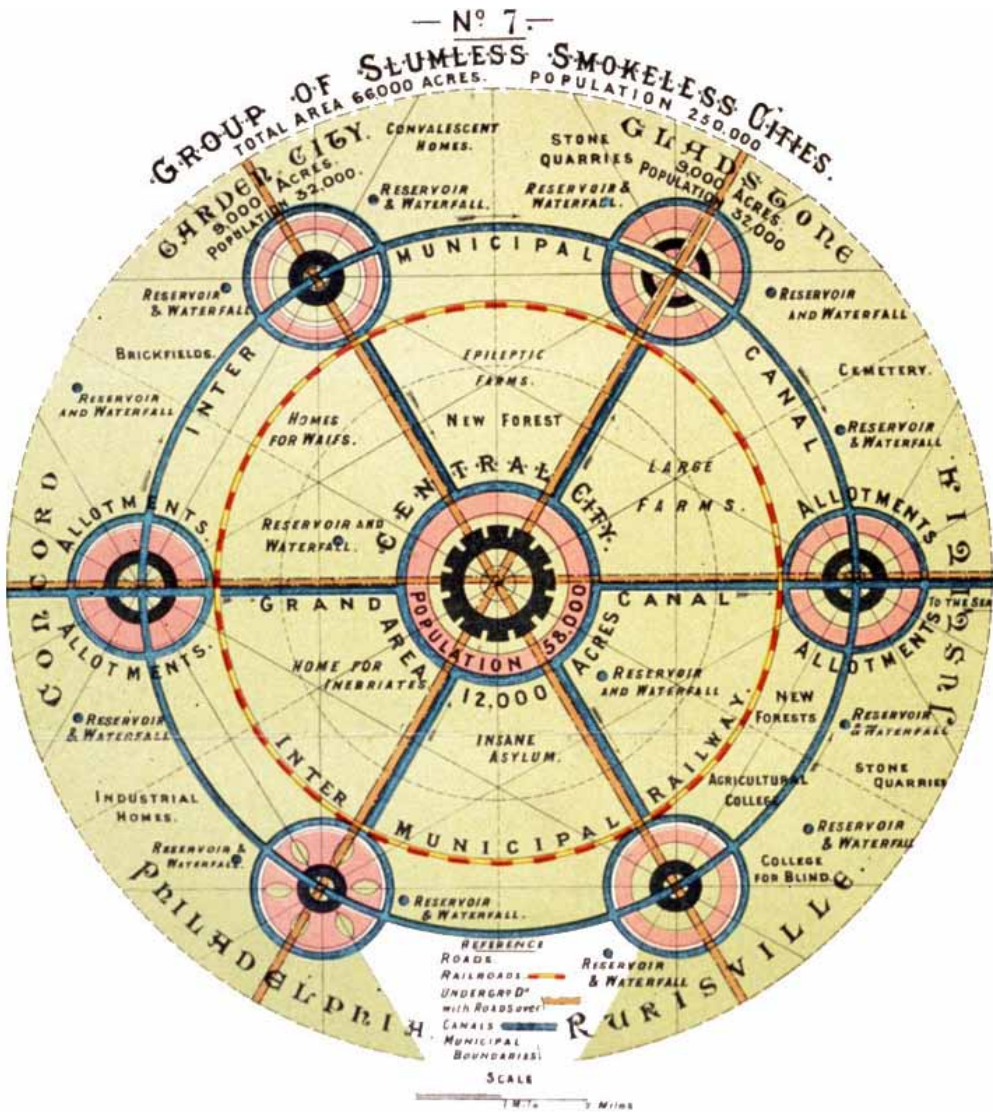 — Nº 7. —
GROUP OF SLUMLESS SMOKELESS CITIES.
TOTAL AREA 66,000 ACRES. POPULATION 250,000
GARDEN CITY.
9,000 ACRES.
POPULATION 32,000.
CONVALESCENT
HOMES.
STONE
QUARRIES
GLADSTONE
9,000 ACRES.
POPULATION
32,000
RESERVOIR
& WATERFALL.
RESERVOIR &
WATERFALL.
INTER MUNICIPAL CANAL
RESERVOIR
& WATERFALL
RESERVOIR
AND WATERFALL
BRICKFIELDS.
EPILEPTIC
FARMS.
CEMETERY.
RESERVOIR
AND WATERFALL
HOMES
FOR WAIFS.
NEW FOREST
RESERVOIR
& WATERFALL
LARGE
FARMS.
CENTRAL CITY.
CONCORD
ALLOTMENTS.
RESERVOIR AND
WATERFALL.
ALLOTMENTS
JUSTITIA
GRAND CANAL
TO THE SEA
POPULATION 58,000
AREA 12,000 ACRES
ALLOTMENTS.
ALLOTMENTS
HOME FOR
INEBRIATES.
RESERVOIR
AND WATERFALL
NEW
FORESTS
RESERVOIR
& WATERFALL
RESERVOIR
& WATERFALL
INSANE
ASYLUM.
STONE
QUARRIES
INTER MUNICIPAL RAILWAY.
AGRICULTURAL
COLLEGE
INDUSTRIAL
HOMES.
RESERVOIR
& WATERFALL
RESERVOIR &
WATERFALL.
COLLEGE
FOR BLIND.
PHILADELPHIA
RESERVOIR
& WATERFALL.
RURISVILLE
RESERVOIR
& WATERFALL
REFERENCE
ROADS.
RAILROADS.
UNDERGRD Dº
with ROADS over
CANALS
MUNICIPAL
BOUNDARIES
SCALE
MILES